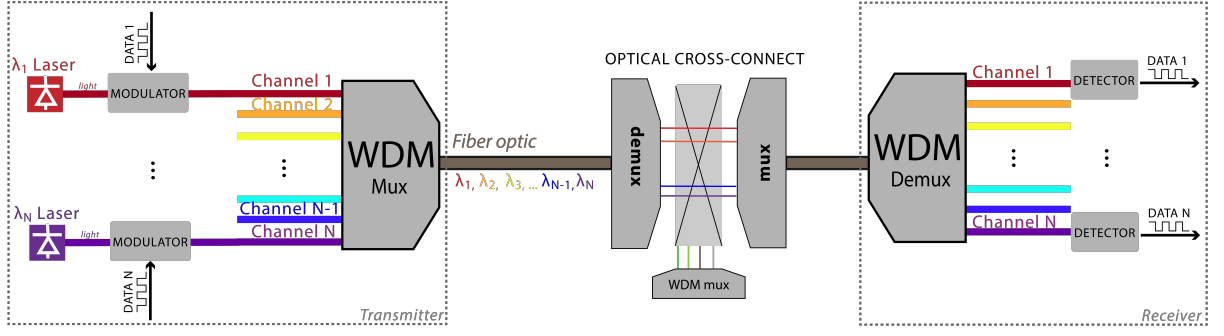 DATA 1
λ1 Laser
light
MODULATOR
Channel 1
Channel 2
WDM
Mux
Channel N-1
Channel N
λN Laser
light
MODULATOR
DATA N
Transmitter
Fiber optic
λ1, λ2, λ3, ... λN-1, λN
OPTICAL CROSS-CONNECT
demux
mux
WDM mux
WDM
Demux
Channel 1
DETECTOR
DATA 1
Channel N
DETECTOR
DATA N
Receiver